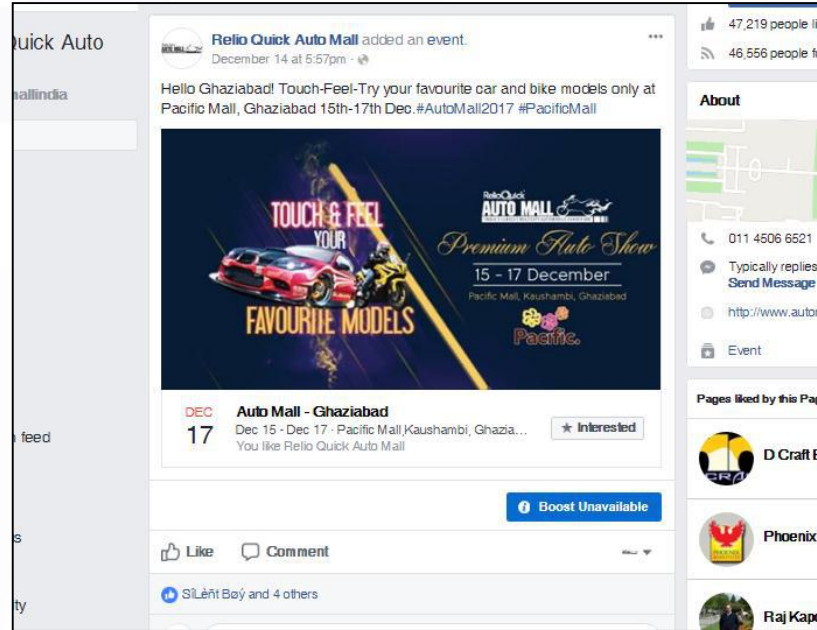 Quick Auto
mallindia
feed
s
ty
Relio Quick Auto Mall added an event.
December 14 at 5:57pm
Hello Ghaziabad! Touch-Feel-Try your favourite car and bike models only at
Pacific Mall, Ghaziabad 15th-17th Dec.#AutoMall2017 #PacificMall
TOUCH & FEEL
YOUR
FAVOURITE MODELS
RelioQuick
AUTO MALL
Premium Auto Show
15 - 17 December
Pacific Mall, Kaushambi, Ghaziabad
Pacific.
DEC
17
Auto Mall - Ghaziabad
Dec 15 - Dec 17 · Pacific Mall,Kaushambi, Ghazia...
You like Relio Quick Auto Mall
★ Interested
Boost Unavailable
Like
Comment
SîLèñt Bøý and 4 others
47,219 people li
46,556 people f
About
011 4506 6521
Typically replies
Send Message
http://www.autor
Event
Pages liked by this Pag
D Craft E
Phoenix
PHOENIX
Raj Kapo